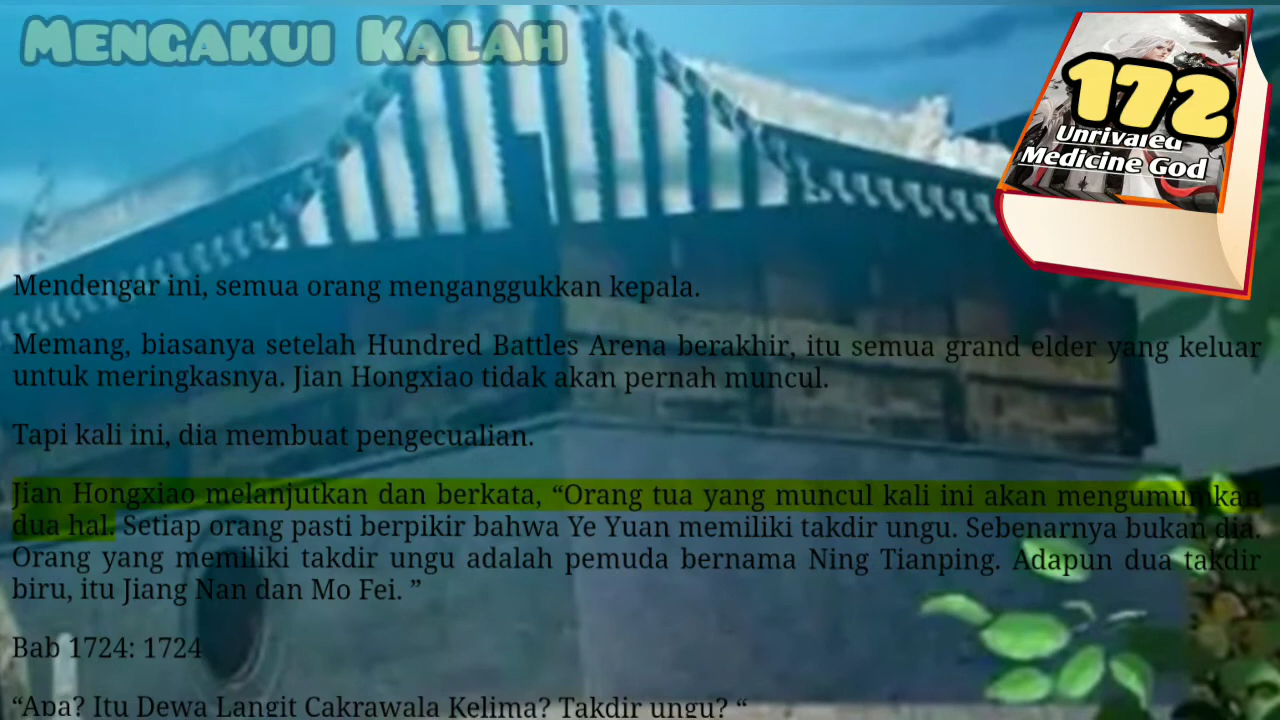 Mengakui Kalah
172
Unrivaled
Medicine God
Mendengar ini, semua orang menganggukkan kepala.
Memang, biasanya setelah Hundred Battles Arena berakhir, itu semua grand elder yang keluar
untuk meringkasnya. Jian Hongxiao tidak akan pernah muncul.
Tapi kali ini, dia membuat pengecualian.
Jian Hongxiao melanjutkan dan berkata, “Orang tua yang muncul kali ini akan mengumumkan
dua hal. Setiap orang pasti berpikir bahwa Ye Yuan memiliki takdir ungu. Sebenarnya bukan dia.
Orang yang memiliki takdir ungu adalah pemuda bernama Ning Tianping. Adapun dua takdir
biru, itu Jiang Nan dan Mo Fei. ”
Bab 1724: 1724
“Apa? Itu Dewa Langit Cakrawala Kelima? Takdir ungu? “